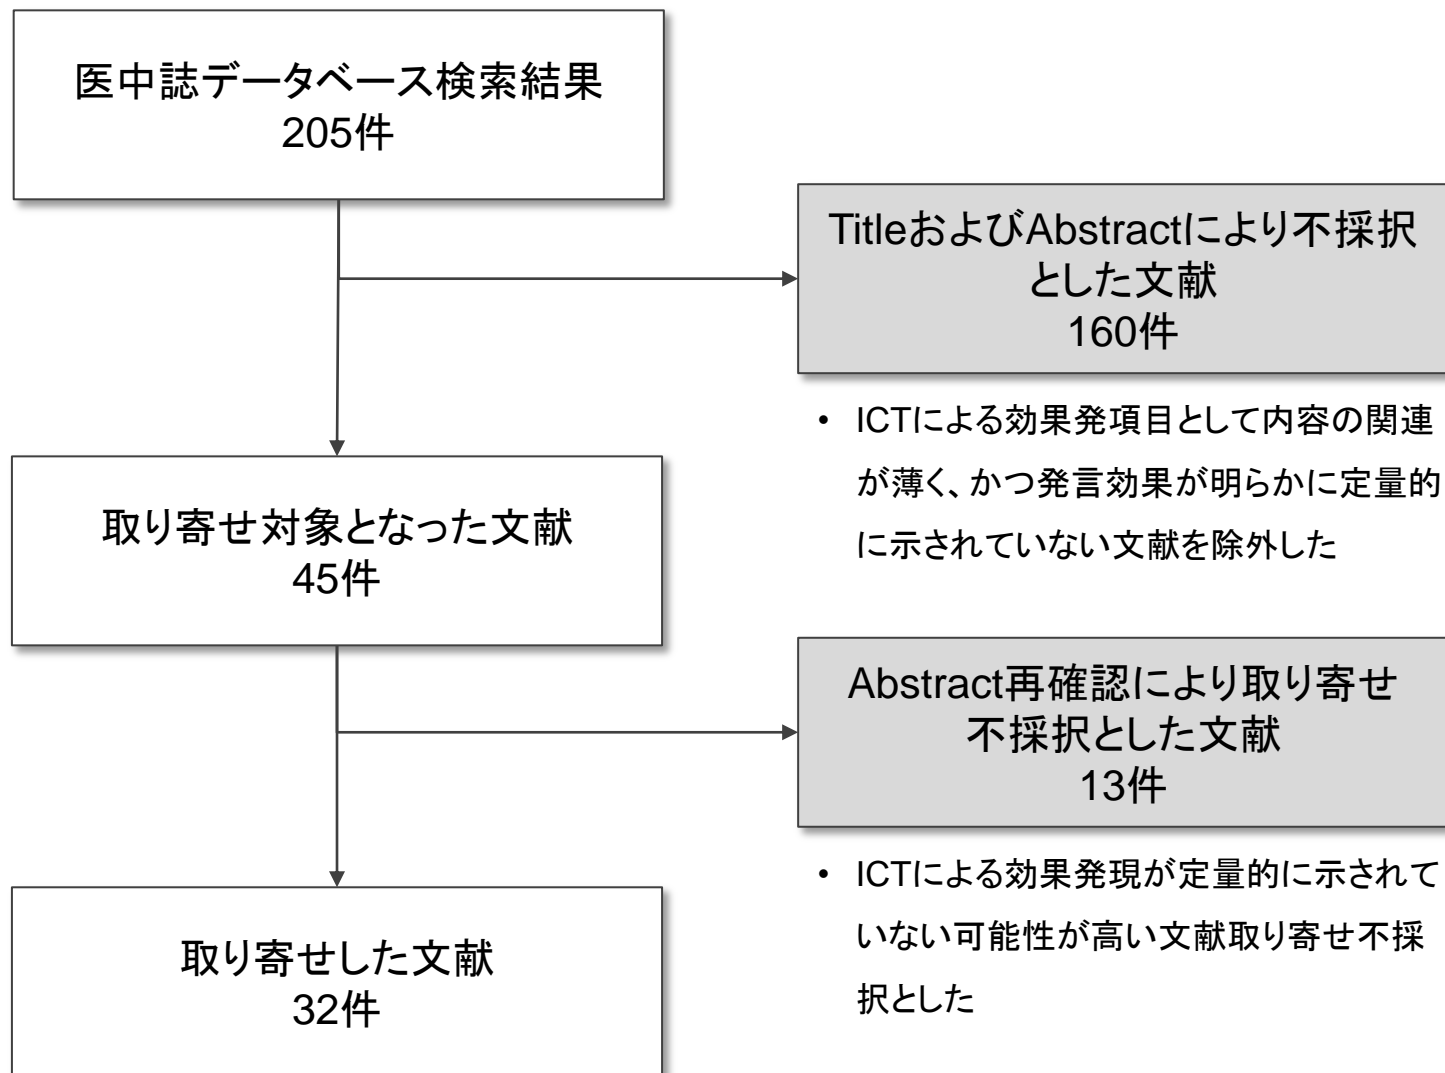 医中誌データベース検索結果
205件
TitleおよびAbstractにより不採択
とした文献
160件
• ICTによる効果発項目として内容の関連
が薄く、かつ発言効果が明らかに定量的
に示されていない文献を除外した
取り寄せ対象となった文献
45件
Abstract再確認により取り寄せ
不採択とした文献
13件
• ICTによる効果発現が定量的に示されて
いない可能性が高い文献取り寄せ不採
択とした
取り寄せした文献
32件